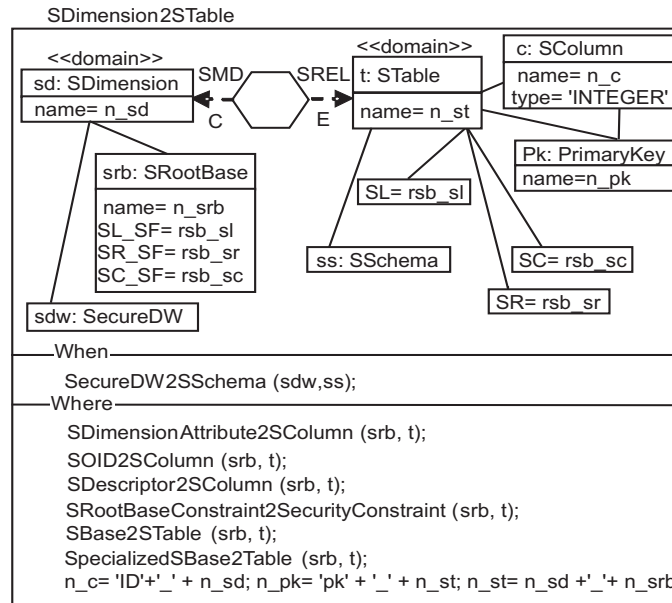 SDimension2STable
<<domain>>
sd: SDimension
name= n_sd
SMD
C
SREL
E
<<domain>>
t: STable
name= n_st
c: SColumn
name= n_c
type= 'INTEGER'
Pk: PrimaryKey
name=n_pk
srb: SRootBase
name= n_srb
SL_SF= rsb_sl
SR_SF= rsb_sr
SC_SF= rsb_sc
SL= rsb_sl
ss: SSchema
SC= rsb_sc
SR= rsb_sr
sdw: SecureDW
When
SecureDW2SSchema (sdw,ss);
Where
SDimensionAttribute2SColumn (srb, t);
SOID2SColumn (srb, t);
SDescriptor2SColumn (srb, t);
SRootBaseConstraint2SecurityConstraint (srb, t);
SBase2STable (srb, t);
SpecializedSBase2Table (srb, t);
n_c= 'ID'+'_' + n_sd; n_pk= 'pk' + '_' + n_st; n_st= n_sd +'_'+ n_srb